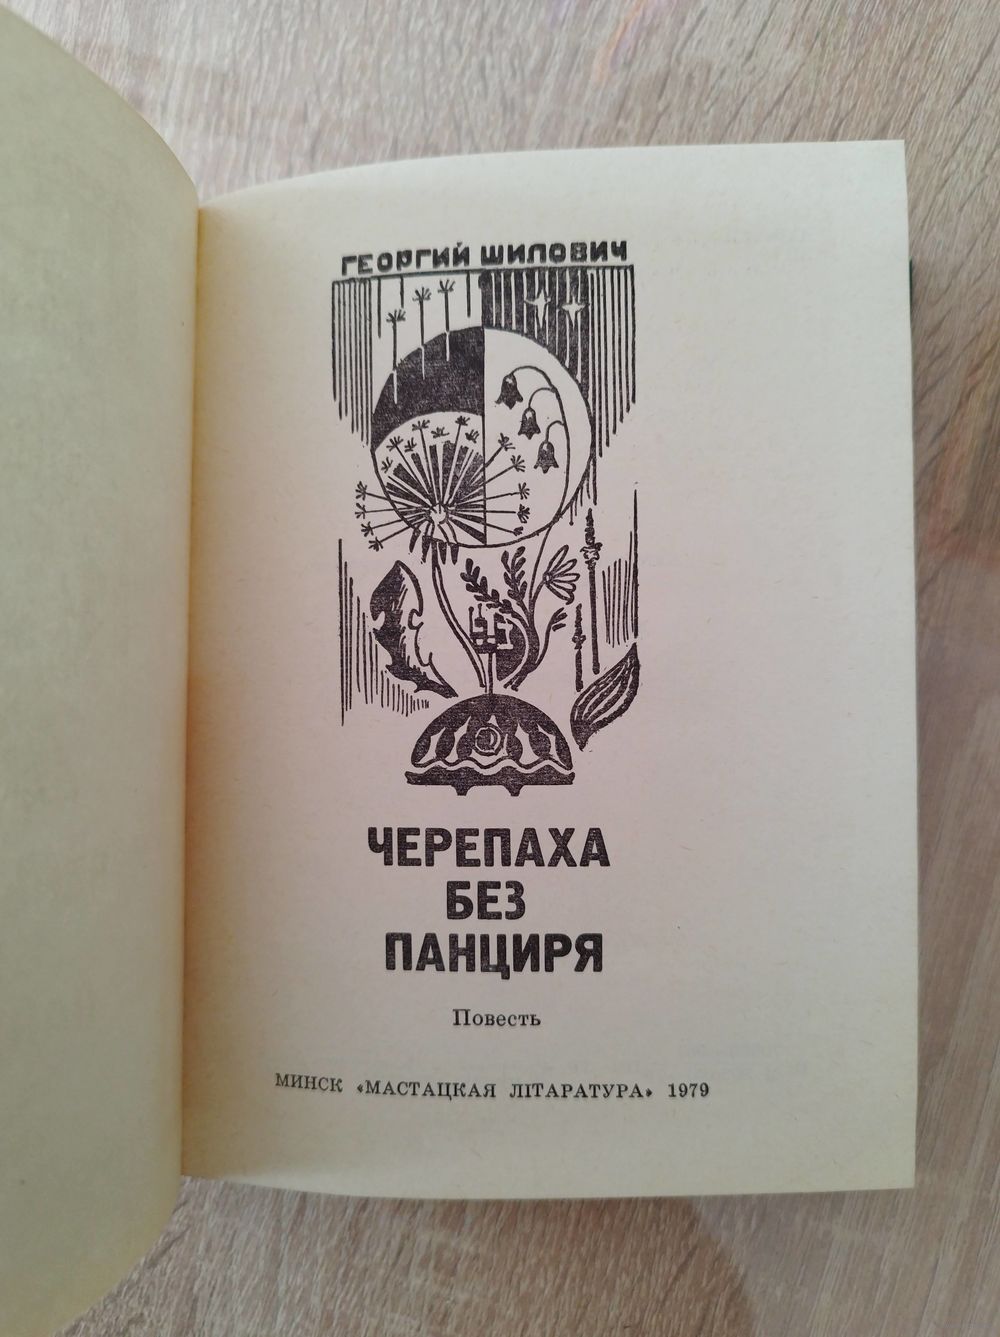 ГЕОРГИЙ ШИЛОВИЧ
ЧЕРЕПАХА
БЕЗ
ПАНЦИРЯ
Повесть
МИНСК «МАСТАЦКАЯ ЛІТАРАТУРА» 1979